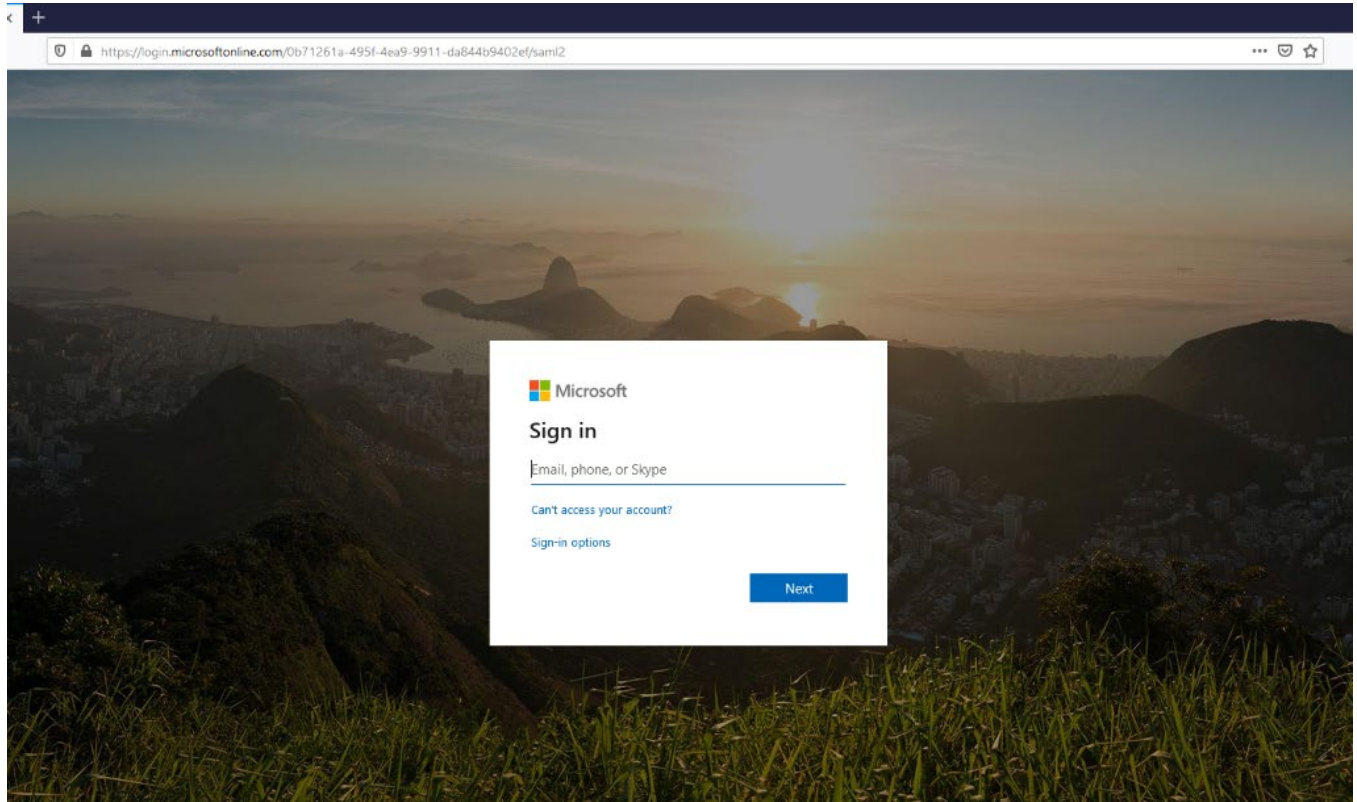 https://login.microsoftonline.com/0b71261a-495f-4ea9-9911-da844b9402ef/saml2
Microsoft
Sign in
Email, phone, or Skype
Can't access your account?
Sign-in options
Next